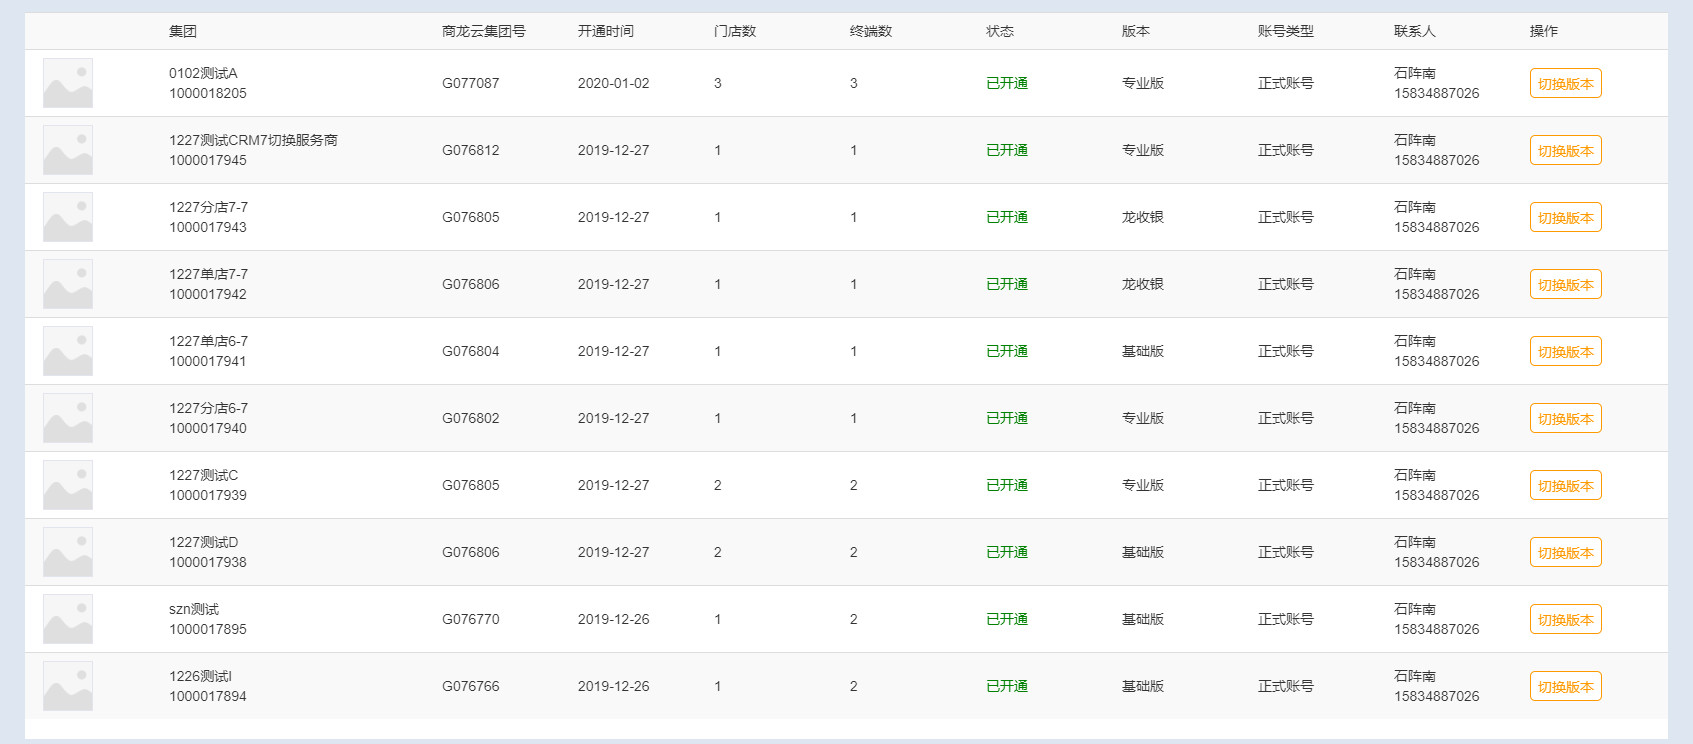 集团 商龙云集团号 开通时间 门店数 终端数 状态 版本 账号类型 联系人 操作
0102测试A
1000018205 G077087 2020-01-02 3 3 已开通 专业版 正式账号 石阵南
15834887026 切换版本
1227测试CRM7切换服务商
1000017945 G076812 2019-12-27 1 1 已开通 专业版 正式账号 石阵南
15834887026 切换版本
1227分店7-7
1000017943 G076805 2019-12-27 1 1 已开通 龙收银 正式账号 石阵南
15834887026 切换版本
1227单店7-7
1000017942 G076806 2019-12-27 1 1 已开通 龙收银 正式账号 石阵南
15834887026 切换版本
1227单店6-7
1000017941 G076804 2019-12-27 1 1 已开通 基础版 正式账号 石阵南
15834887026 切换版本
1227分店6-7
1000017940 G076802 2019-12-27 1 1 已开通 专业版 正式账号 石阵南
15834887026 切换版本
1227测试C
1000017939 G076805 2019-12-27 2 2 已开通 专业版 正式账号 石阵南
15834887026 切换版本
1227测试D
1000017938 G076806 2019-12-27 2 2 已开通 基础版 正式账号 石阵南
15834887026 切换版本
szn测试
1000017895 G076770 2019-12-26 1 2 已开通 基础版 正式账号 石阵南
15834887026 切换版本
1226测试I
1000017894 G076766 2019-12-26 1 2 已开通 基础版 正式账号 石阵南
15834887026 切换版本